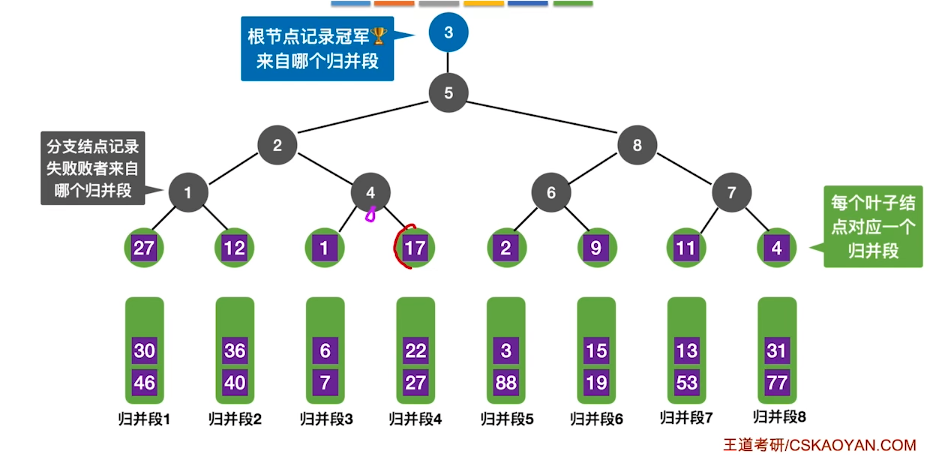 根节点记录冠军🏆
来自哪个归并段
3
5
2
8
分支结点记录
失败败者来自
哪个归并段
1
4
6
7
每个叶子结
点对应一个
归并段
27 12 1 17 2 9 11 4
30 36 6 22 3 15 13 31
46 40 7 27 88 19 53 77
归并段1 归并段2 归并段3 归并段4 归并段5 归并段6 归并段7 归并段8
王道考研/CSKAOYAN.COM